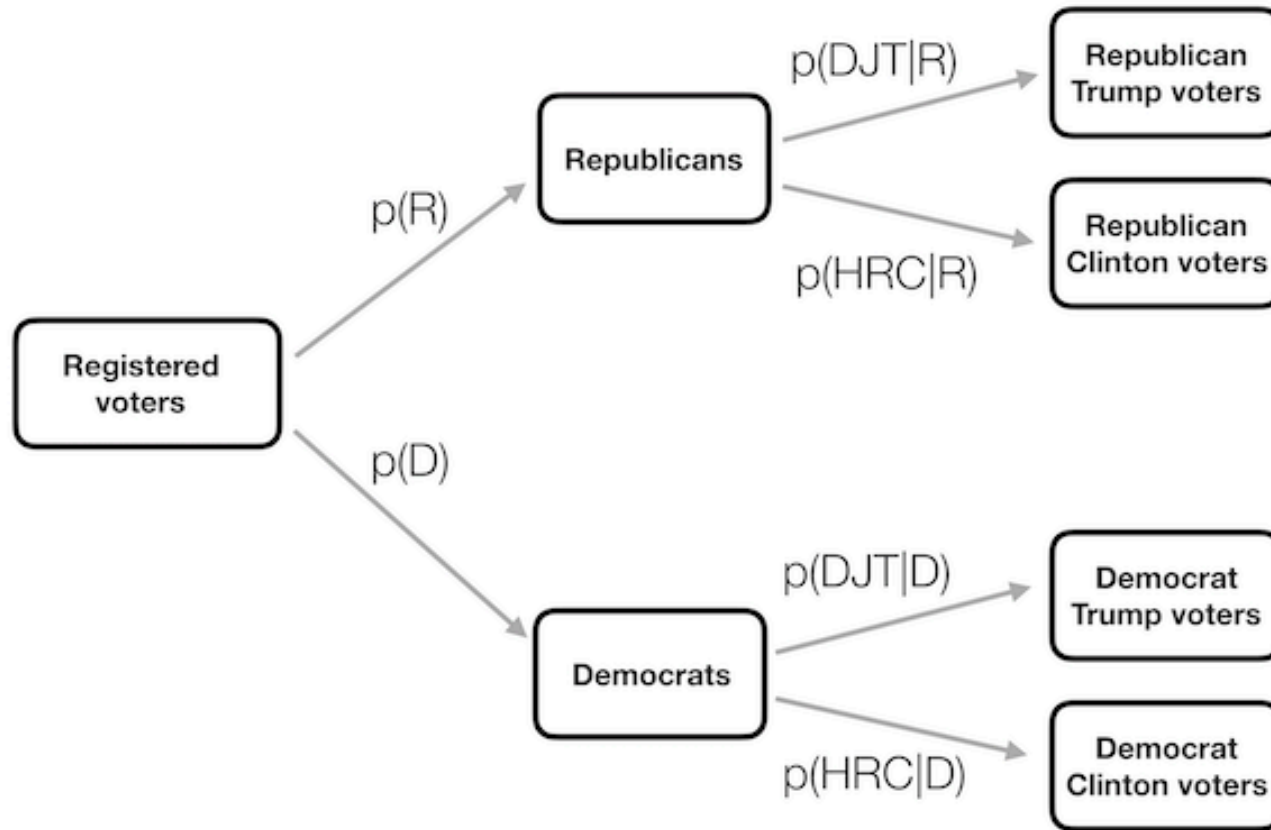 p(DJT|R)
Republican
Trump voters
Republicans
p(R)
Republican
Clinton voters
p(HRC|R)
Registered
voters
p(D)
p(DJT|D)
Democrat
Trump voters
Democrats
p(HRC|D)
Democrat
Clinton voters